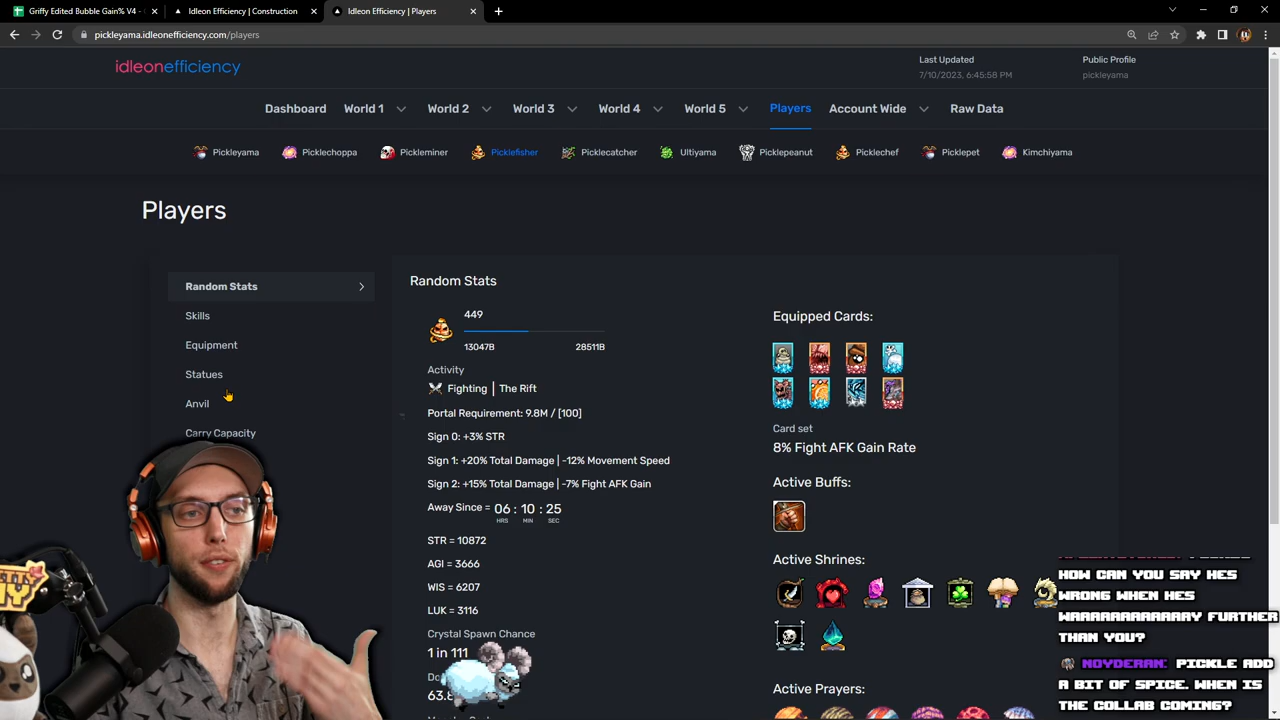 Griffy Edited Bubble Gain% V4 -
Idleon Efficiency | Construction
Idleon Efficiency | Players
pickleyama.idleonefficiency.com/players
idleonefficiency
Last Updated
7/10/2023, 6:45:58 PM
Public Profile
pickleyama
Dashboard World 1 World 2 World 3 World 4 World 5 Players Account Wide Raw Data
Pickleyama Picklechoppa Pickleminer Picklefisher Picklecatcher Ultiyama Picklepeanut Picklechef Picklepet Kimchiyama
Players
Random Stats
Skills
Equipment
Statues
Anvil
Carry Capacity
Random Stats
449
13047B 28511B
Activity
Fighting | The Rift
Portal Requirement: 9.8M / [100]
Sign 0: +3% STR
Sign 1: +20% Total Damage | -12% Movement Speed
Sign 2: +15% Total Damage | -7% Fight AFK Gain
Away Since = 06 : 10 : 25
HRS MIN SEC
STR = 10872
AGI = 3666
WIS = 6207
LUK = 3116
Crystal Spawn Chance
1 in 111
63.8
Equipped Cards:
Card set
8% Fight AFK Gain Rate
Active Buffs:
Active Shrines:
Active Prayers:
HOW CAN YOU SAY HES
WRONG WHEN HES
WAAAAAAAAAAAAY FURTHER
THAN YOU?
NOYDERAN: PICKLE ADD
A BIT OF SPICE. WHEN IS
THE COLLAB COMING?